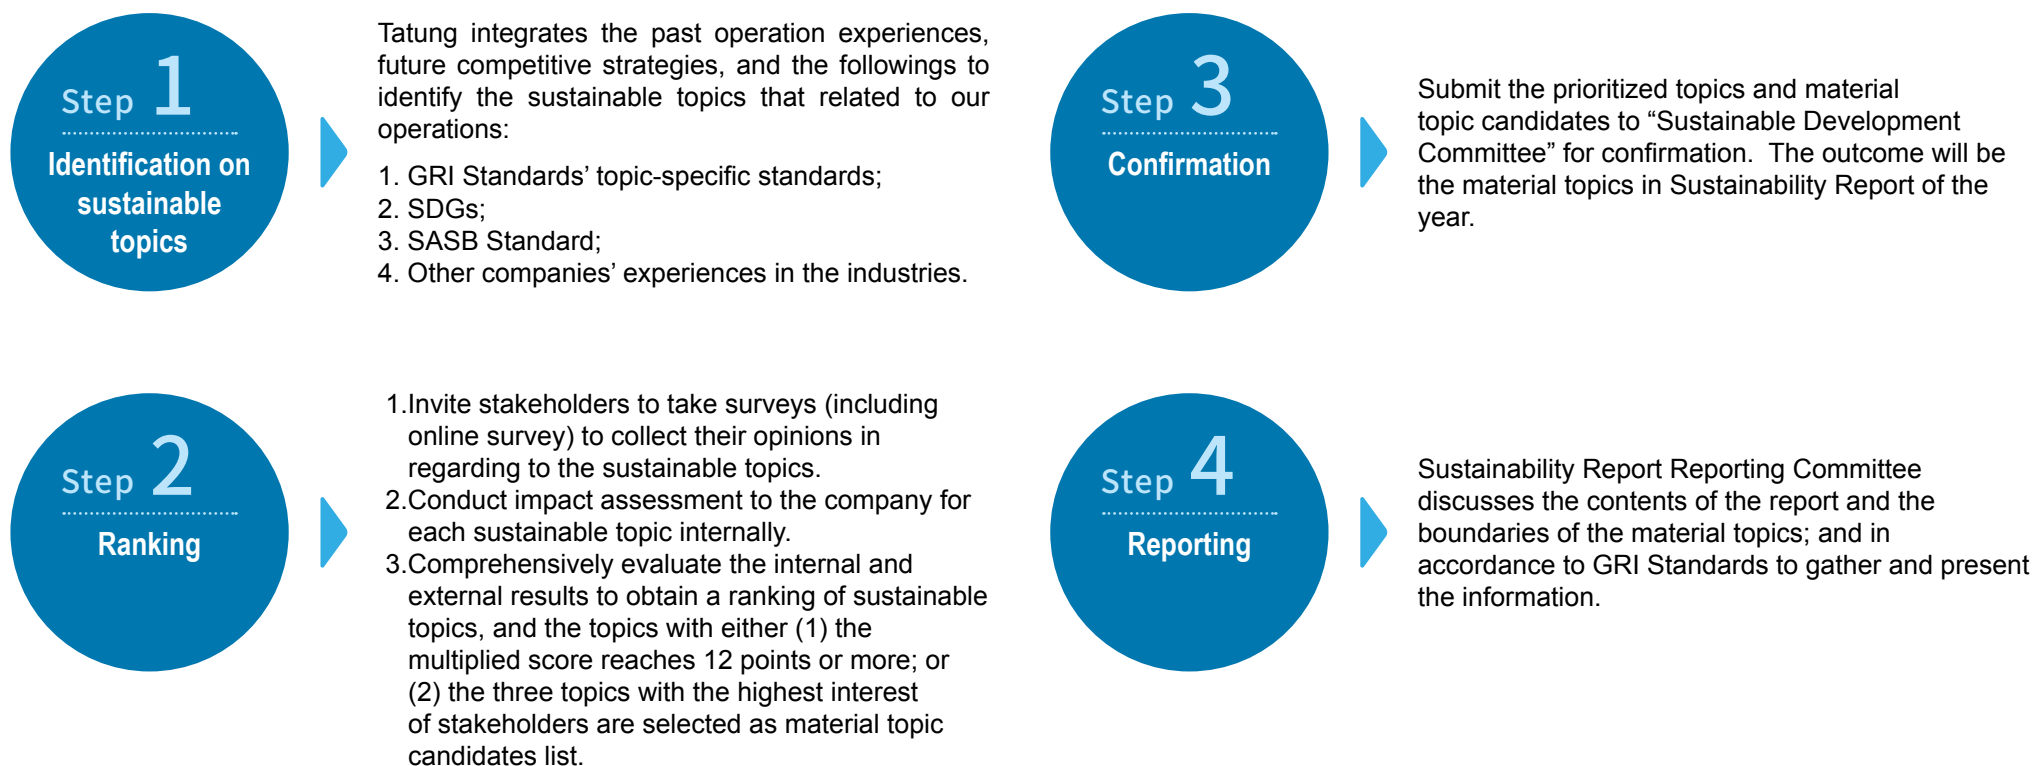 Step 1
Identification on
sustainable
topics
Tatung integrates the past operation experiences,
future competitive strategies, and the followings to
identify the sustainable topics that related to our
operations:
1. GRI Standards’ topic-specific standards;
2. SDGs;
3. SASB Standard;
4. Other companies’ experiences in the industries.
Step 2
Ranking
1.Invite stakeholders to take surveys (including
online survey) to collect their opinions in
regarding to the sustainable topics.
2.Conduct impact assessment to the company for
each sustainable topic internally.
3.Comprehensively evaluate the internal and
external results to obtain a ranking of sustainable
topics, and the topics with either (1) the
multiplied score reaches 12 points or more; or
(2) the three topics with the highest interest
of stakeholders are selected as material topic
candidates list.
Step 3
Confirmation
Submit the prioritized topics and material
topic candidates to “Sustainable Development
Committee” for confirmation.  The outcome will be
the material topics in Sustainability Report of the
year.
Step 4
Reporting
Sustainability Report Reporting Committee
discusses the contents of the report and the
boundaries of the material topics; and in
accordance to GRI Standards to gather and present
the information.